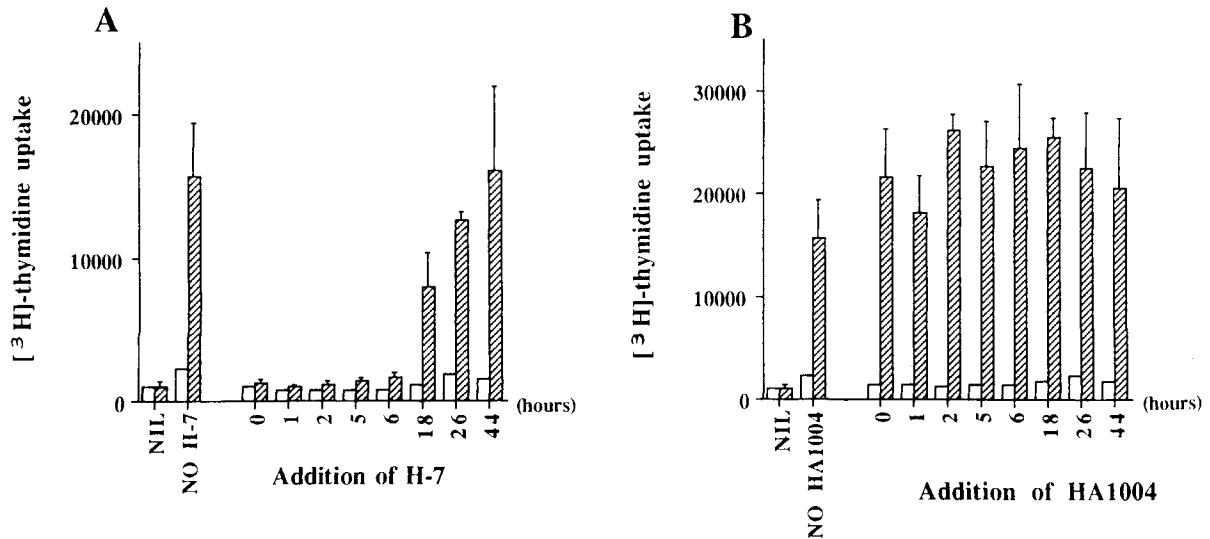 A
[³H]-thymidine uptake
20000
10000
0
NIL
NO II-7
0
1
2
5
6
18
26
44
(hours)
Addition of H-7
B
[³H]-thymidine uptake
30000
20000
10000
0
NIL
NO HA1004
0
1
2
5
6
18
26
44
(hours)
Addition of HA1004